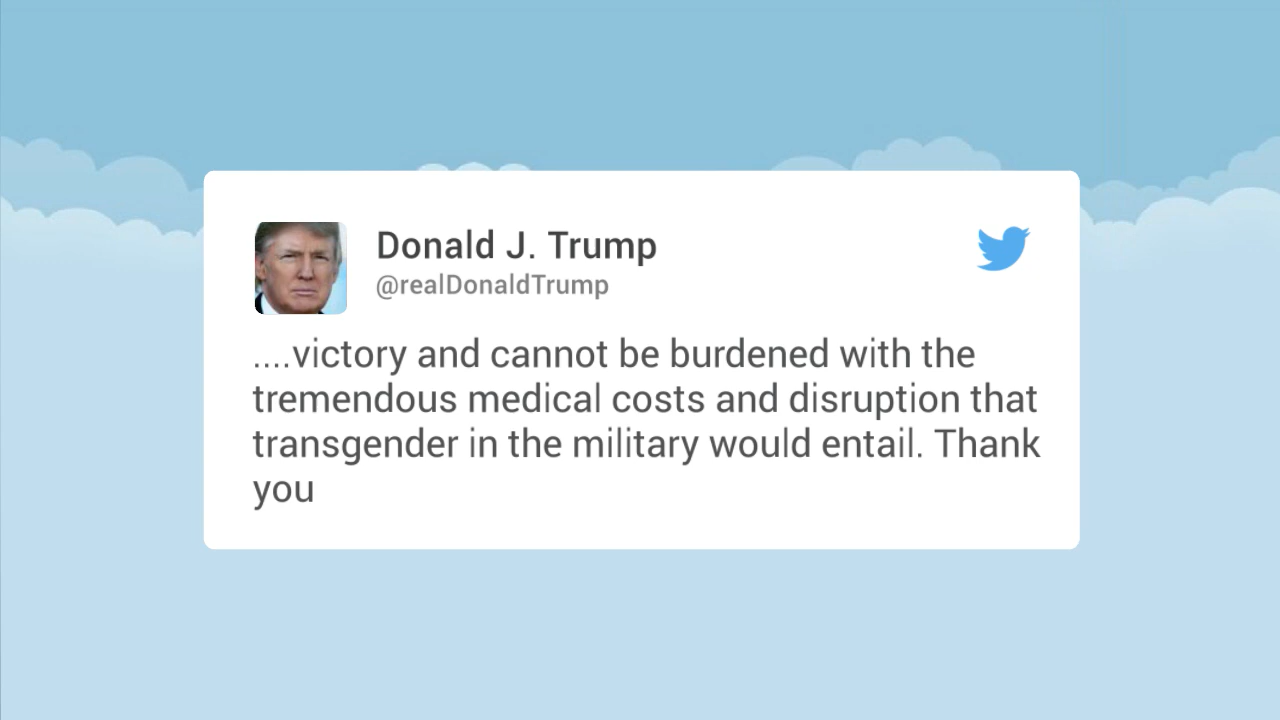 Donald J. Trump
@realDonaldTrump
....victory and cannot be burdened with the
tremendous medical costs and disruption that
transgender in the military would entail. Thank
you